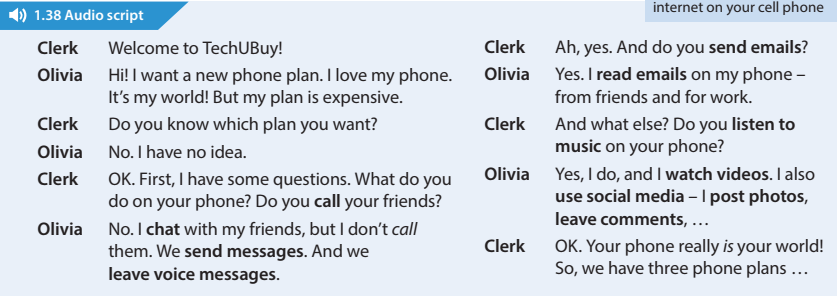 internet on your cell phone
1.38 Audio script
Clerk Welcome to TechUBuy!
Olivia Hi! I want a new phone plan. I love my phone.
It’s my world! But my plan is expensive.
Clerk Do you know which plan you want?
Olivia No. I have no idea.
Clerk OK. First, I have some questions. What do you
do on your phone? Do you call your friends?
Olivia No. I chat with my friends, but I don’t call
them. We send messages. And we
leave voice messages.
Clerk Ah, yes. And do you send emails?
Olivia Yes. I read emails on my phone –
from friends and for work.
Clerk And what else? Do you listen to
music on your phone?
Olivia Yes, I do, and I watch videos. I also
use social media – I post photos,
leave comments, …
Clerk OK. Your phone really is your world!
So, we have three phone plans …